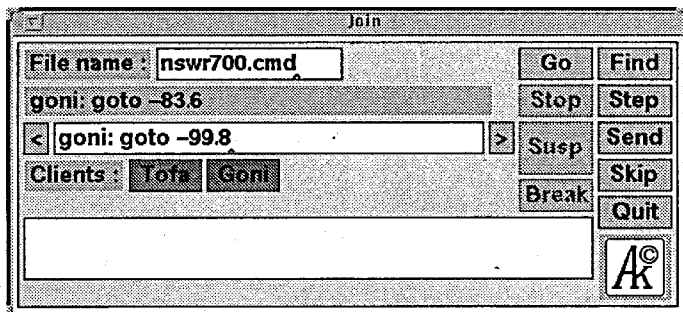 Join
File name : nswr700.cmd Go Find
goni: goto –83.6 Stop Step
< goni: goto –99.8 > Susp Send
Clients : Tofa Goni Skip
Break
Quit
Ak©